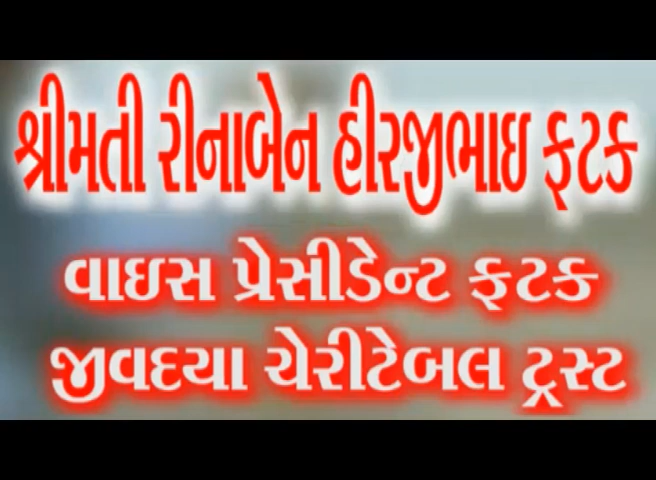 શ્રીમતી રીનાબેન હીરજીભાઇ ફટક
વાઇસ પ્રેસીડેન્ટ ફટક
જીવદયા ચેરીટેબલ ટ્રસ્ટ